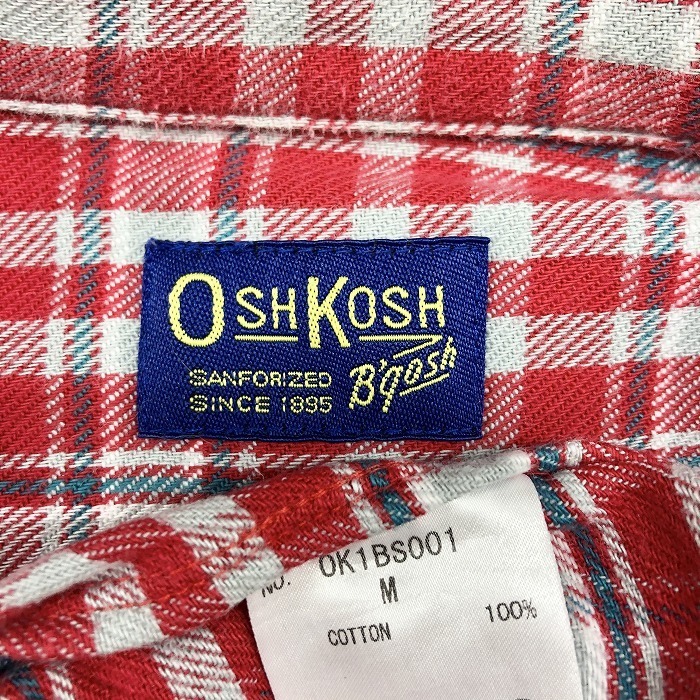 OSHKOSH
B'gosh
SANFORIZED
SINCE 1895
NO. OK1BS001
M
COTTON 100%